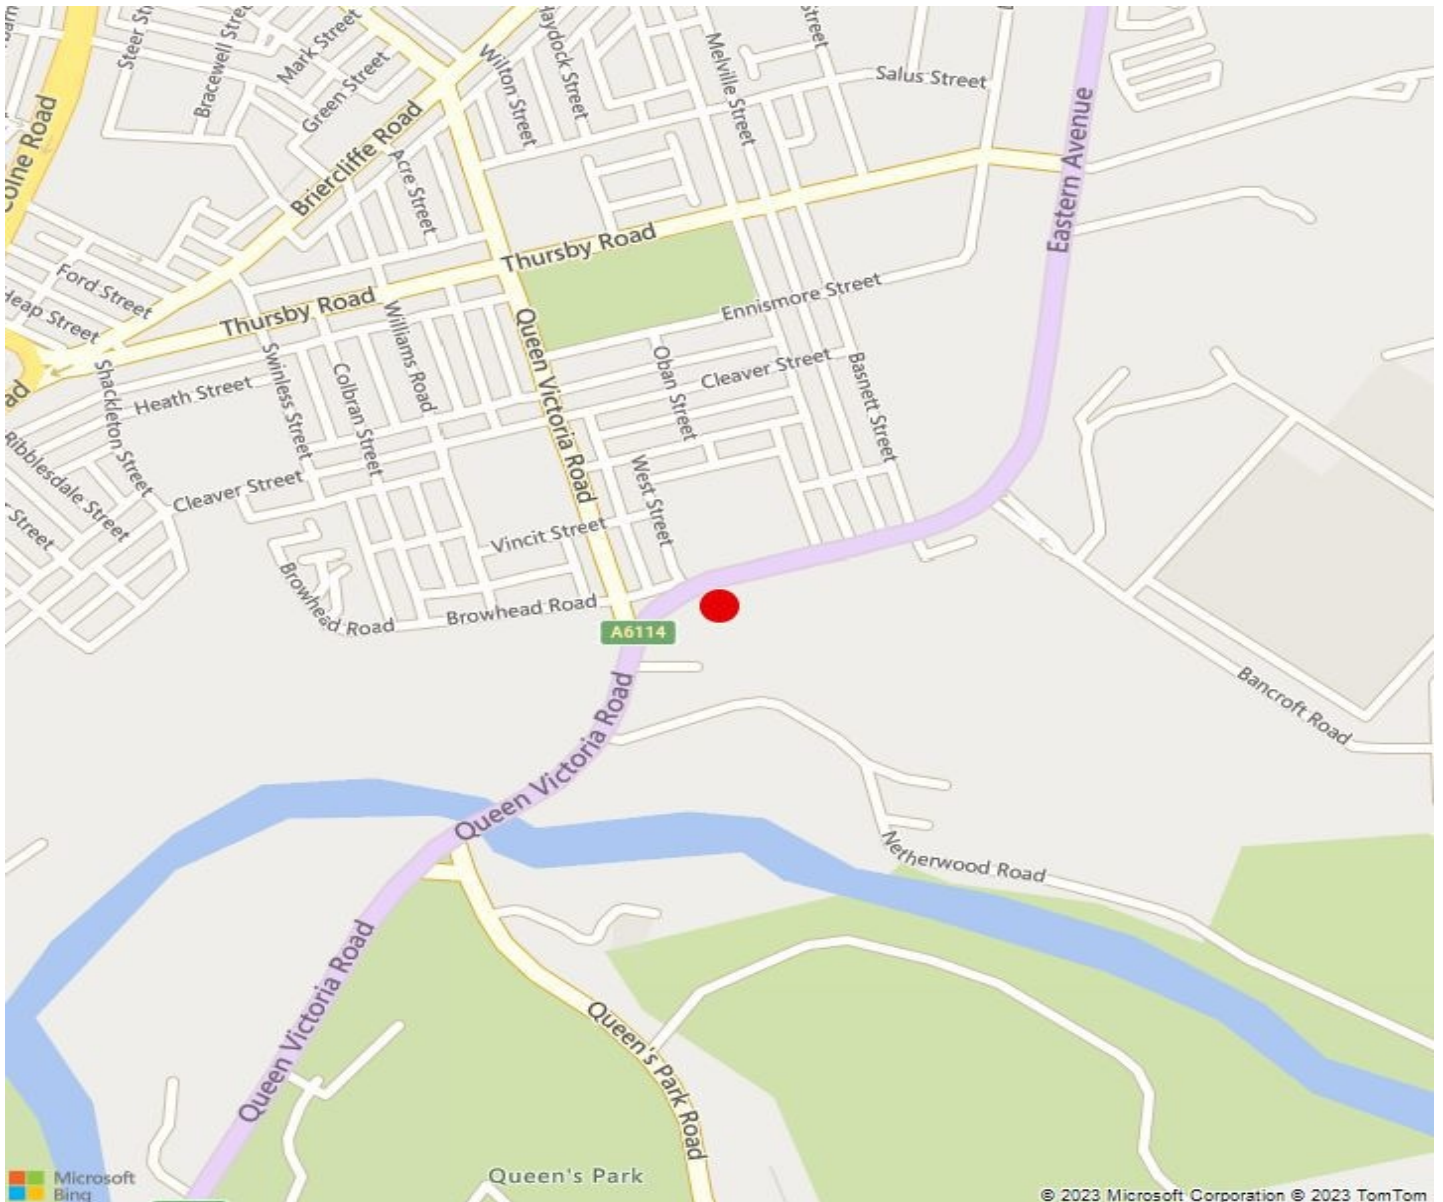 Steer St
Bracewell Stree
Mark Street
Green Street
Wilton Street
Haydock Street
Melville Street
Street
Salus Street
Colne Road
Briercliffe Road
Acre Street
Eastern Avenue
Thursby Road
Ford Street
Heap Street
Thursby Road
Williams Road
Ennismore Street
Queen Victoria Road
Shackleton Street
Heath Street
Swinless Street
Colbran Street
Oban Street
Cleaver Street
Basnett Street
ad
Ribblesdale Street
Street
Cleaver Street
West Street
Vincit Street
Browhead Road
Browhead Road
A6114
Queen Victoria Road
Bancroft Road
Netherwood Road
Queen Victoria Road
Queen's Park Road
Queen's Park
Microsoft
Bing
© 2023 Microsoft Corporation © 2023 TomTom